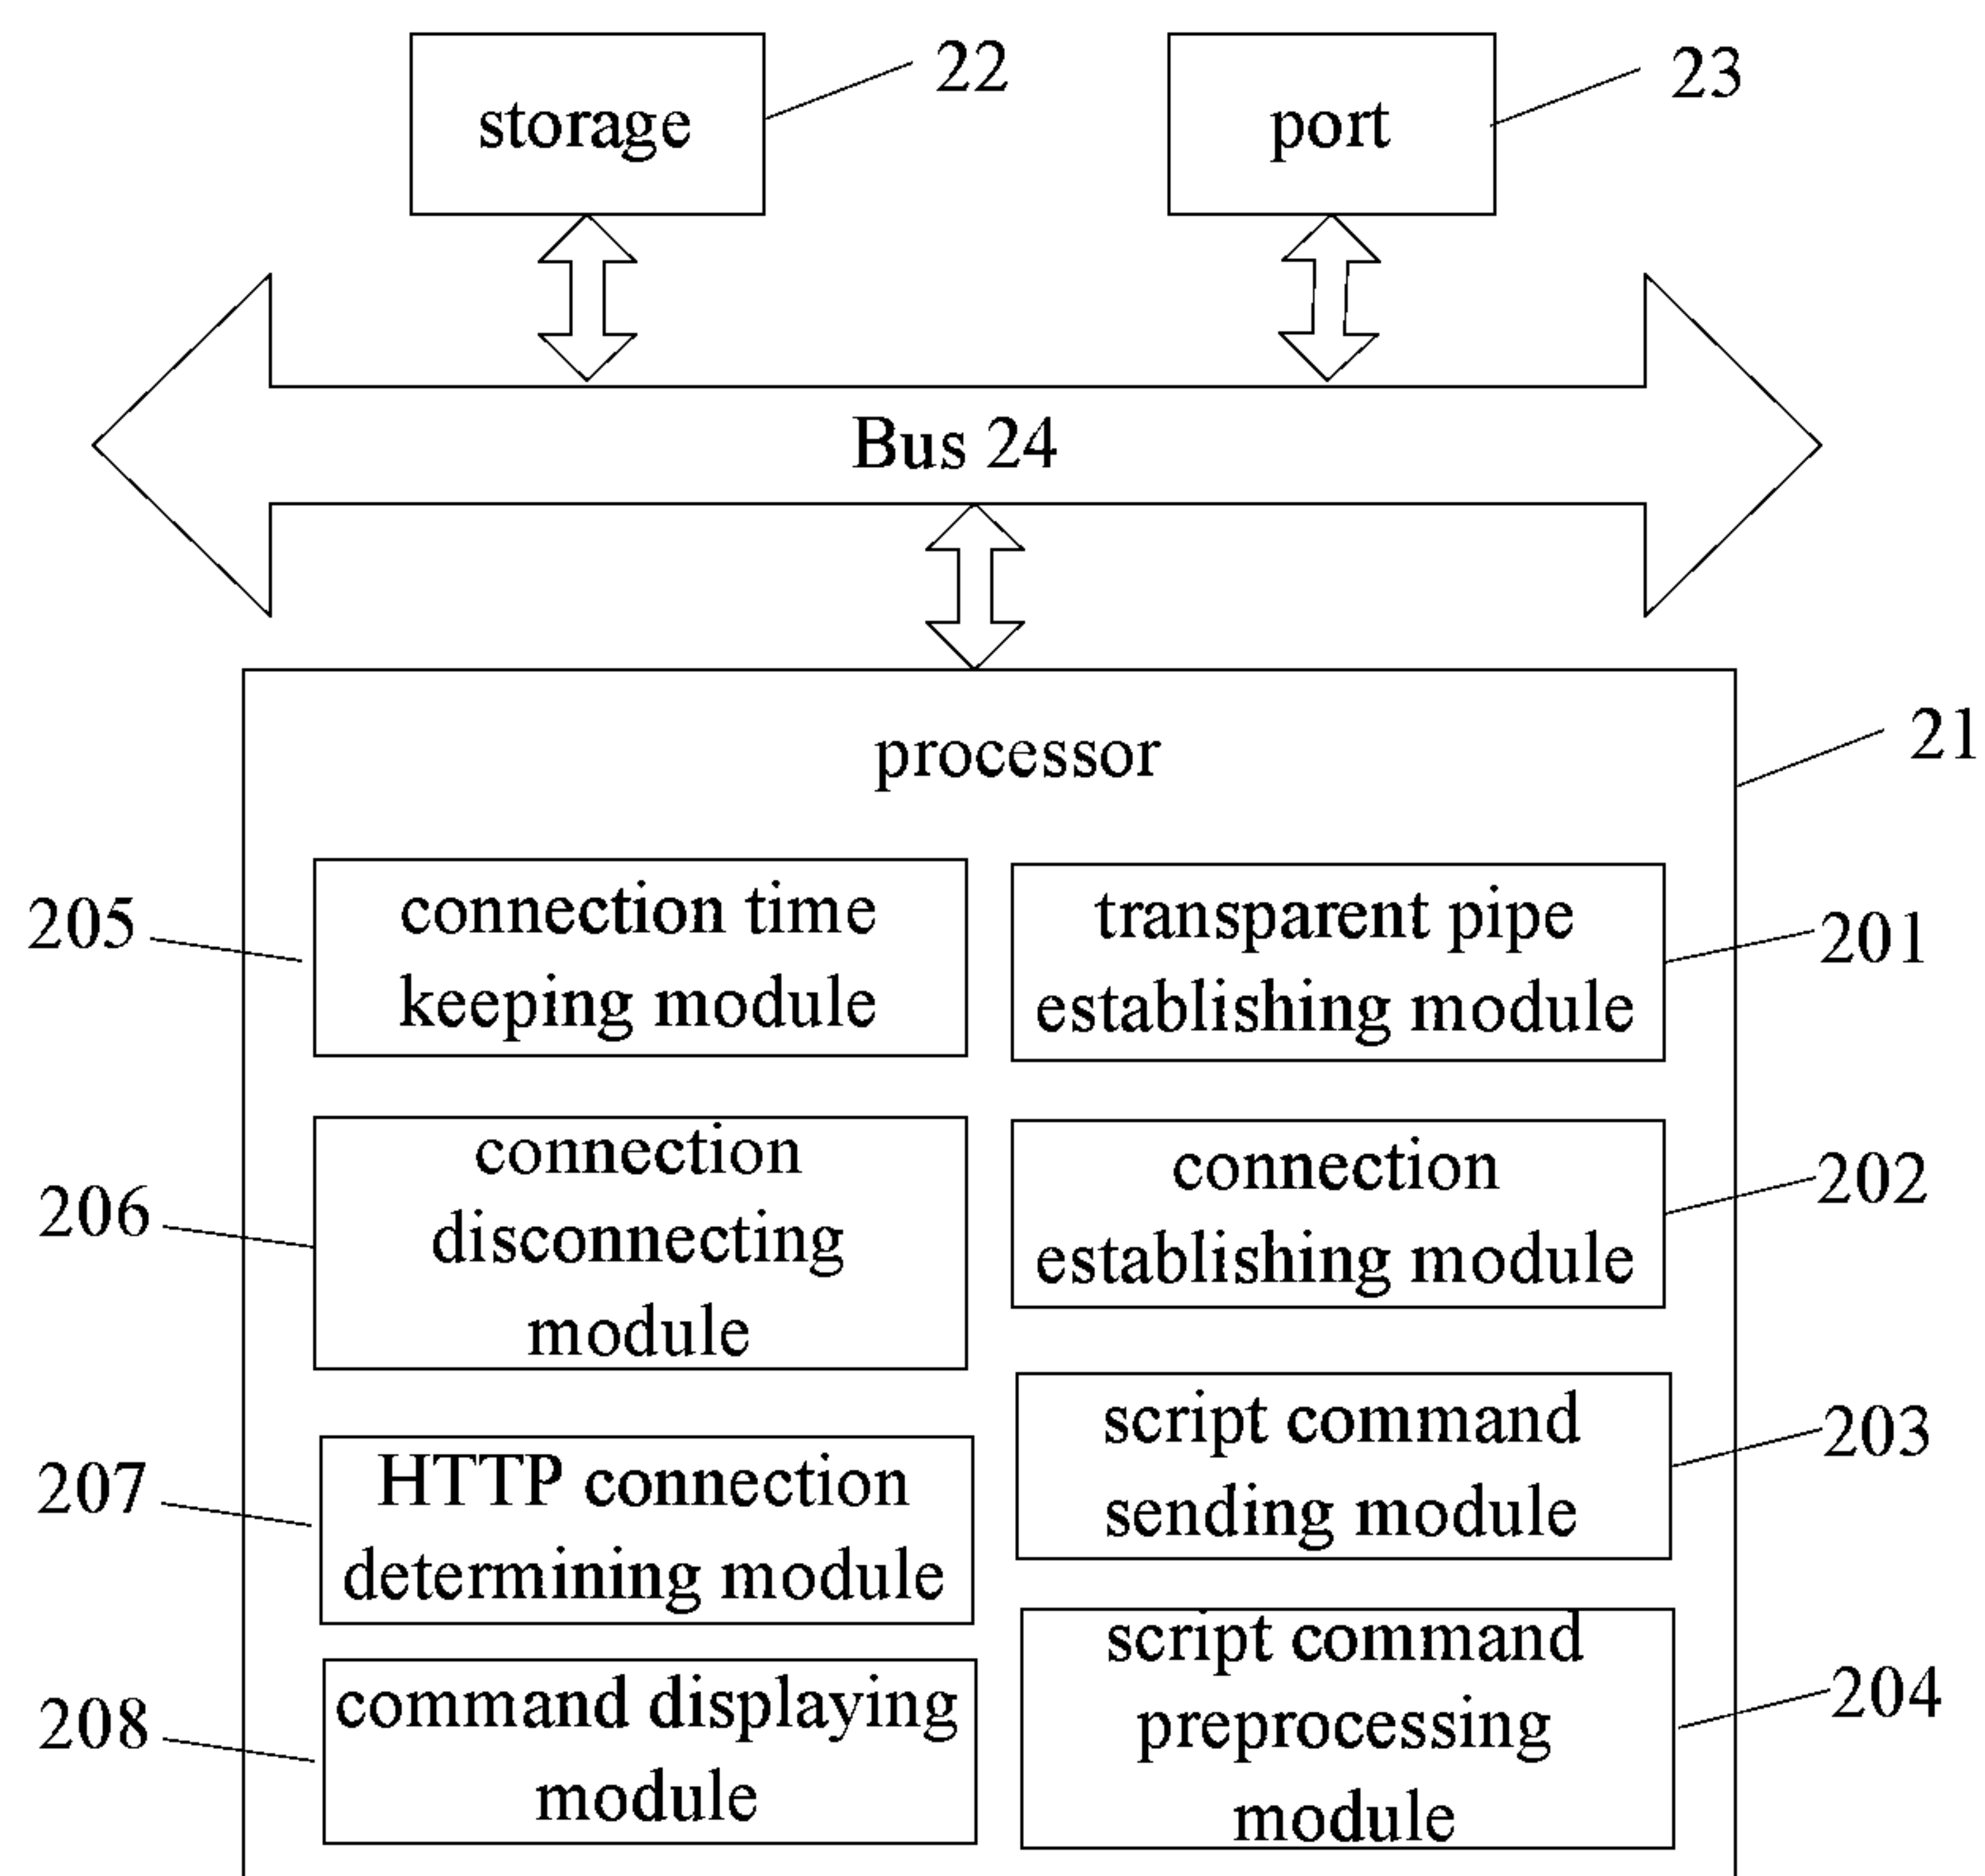 storage
22
port
23
Bus 24
processor
21
205
connection time
keeping module
transparent pipe
establishing module
201
206
connection
disconnecting
module
connection
establishing module
202
207
HTTP connection
determining module
script command
sending module
203
208
command displaying
module
script command
preprocessing
module
204